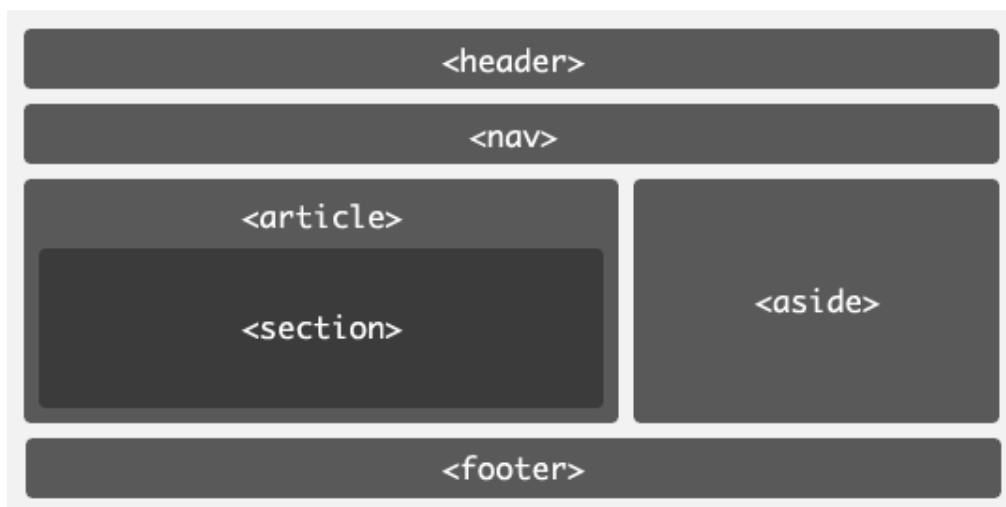 <header>
<nav>
<article>
<section>
<aside>
<footer>